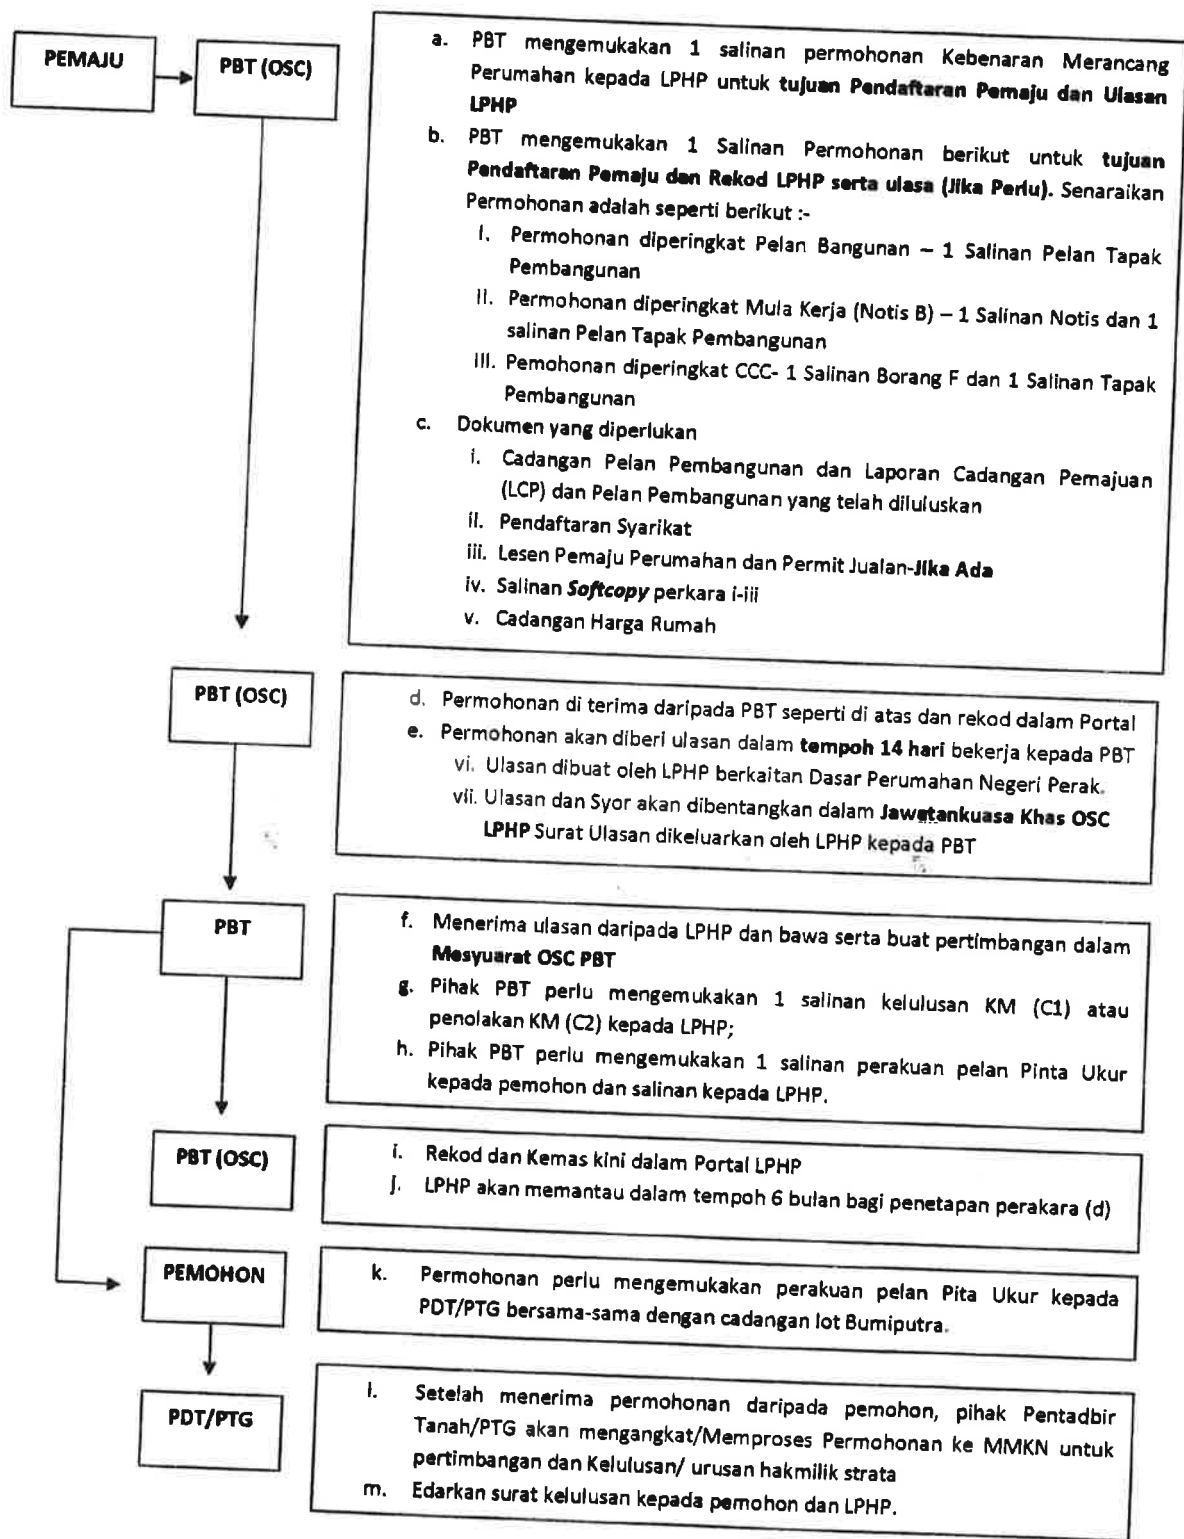 PEMAJU
PBT (OSC)
a. PBT mengemukakan 1 salinan permohonan Kebenaran Merancang
Perumahan kepada LPHP untuk tujuan Pendaftaran Pemaju dan Ulasan
LPHP
b. PBT mengemukakan 1 Salinan Permohonan berikut untuk tujuan
Pendaftaran Pemaju dan Rekod LPHP serta ulasa (Jika Perlu). Senaraikan
Permohonan adalah seperti berikut :-
I. Permohonan diperingkat Pelan Bangunan – 1 Salinan Pelan Tapak
Pembangunan
II. Permohonan diperingkat Mula Kerja (Notis B) – 1 Salinan Notis dan 1
salinan Pelan Tapak Pembangunan
III. Pemohonan diperingkat CCC- 1 Salinan Borang F dan 1 Salinan Tapak
Pembangunan
c. Dokumen yang diperlukan
i. Cadangan Pelan Pembangunan dan Laporan Cadangan Pemajuan
(LCP) dan Pelan Pembangunan yang telah diluluskan
ii. Pendaftaran Syarikat
iii. Lesen Pemaju Perumahan dan Permit Jualan-Jika Ada
iv. Salinan Softcopy perkara i-iii
v. Cadangan Harga Rumah
PBT (OSC)
d. Permohonan di terima daripada PBT seperti di atas dan rekod dalam Portal
e. Permohonan akan diberi ulasan dalam tempoh 14 hari bekerja kepada PBT
vi. Ulasan dibuat oleh LPHP berkaitan Dasar Perumahan Negeri Perak.
vii. Ulasan dan Syor akan dibentangkan dalam Jawatankuasa Khas OSC
LPHP Surat Ulasan dikeluarkan oleh LPHP kepada PBT
PBT
f. Menerima ulasan daripada LPHP dan bawa serta buat pertimbangan dalam
Mesyuarat OSC PBT
g. Pihak PBT perlu mengemukakan 1 salinan kelulusan KM (C1) atau
penolakan KM (C2) kepada LPHP;
h. Pihak PBT perlu mengemukakan 1 salinan perakuan pelan Pinta Ukur
kepada pemohon dan salinan kepada LPHP.
PBT (OSC)
i. Rekod dan Kemas kini dalam Portal LPHP
j. LPHP akan memantau dalam tempoh 6 bulan bagi penetapan perakara (d)
PEMOHON
k. Permohonan perlu mengemukakan perakuan pelan Pita Ukur kepada
PDT/PTG bersama-sama dengan cadangan lot Bumiputra.
PDT/PTG
l. Setelah menerima permohonan daripada pemohon, pihak Pentadbir
Tanah/PTG akan mengangkat/Memproses Permohonan ke MMKN untuk
pertimbangan dan Kelulusan/ urusan hakmilik strata
m. Edarkan surat kelulusan kepada pemohon dan LPHP.